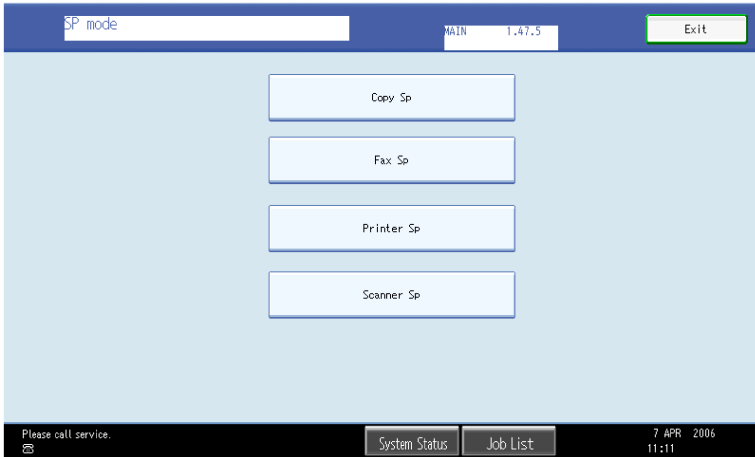 SP mode
MAIN 1.47.5
Exit
Copy Sp
Fax Sp
Printer Sp
Scanner Sp
Please call service.
System Status
Job List
7 APR 2006
11:11